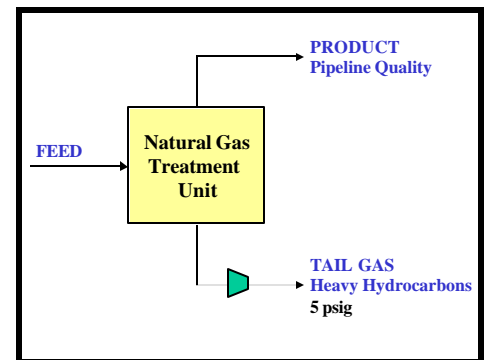 PRODUCT
Pipeline Quality
FEED
Natural Gas
Treatment
Unit
TAIL GAS
Heavy Hydrocarbons
5 psig